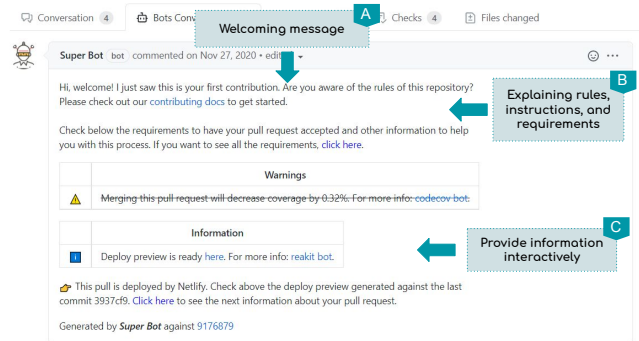 Conversation 4
Bots Conv
Checks 4
Files changed
A
Welcoming message
Super Bot bot commented on Nov 27, 2020 • edit
Hi, welcome! I just saw this is your first contribution. Are you aware of the rules of this repository?
Please check out our contributing docs to get started.
B
Explaining rules,
instructions, and
requirements
Check below the requirements to have your pull request accepted and other information to help
you with this process. If you want to see all the requirements, click here.
Warnings
Merging this pull request will decrease coverage by 0.32%. For more info: codecov bot.
Information
Deploy preview is ready here. For more info: reakit bot.
C
Provide information
interactively
This pull is deployed by Netlify. Check above the deploy preview generated against the last
commit 3937cf9. Click here to see the next information about your pull request.
Generated by Super Bot against 9176879